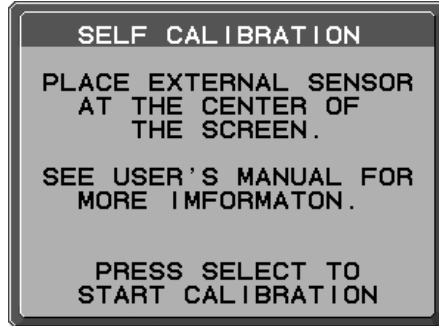 SELF CALIBRATION
PLACE EXTERNAL SENSOR
AT THE CENTER OF
THE SCREEN.
SEE USER'S MANUAL FOR
MORE IMFORMATON.
PRESS SELECT TO
START CALIBRATION